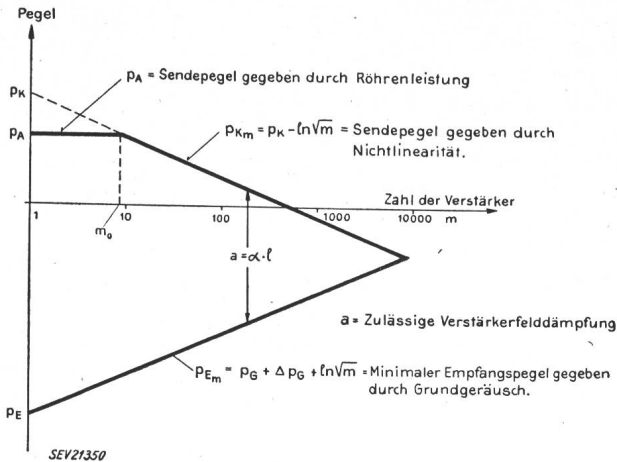 Pegel
p_A = Sendepegel gegeben durch Röhrenleistung
p_K
p_Km = p_K - ln√m = Sendepegel gegeben durch
Nichtlinearität.
p_A
Zahl der Verstärker
1
10
100
1000
10000
m
m_0
a = α·l
a = Zulässige Verstärkerfelddämpfung
p_Em = p_G + Δ p_G + ln√m = Minimaler Empfangspegel gegeben
durch Grundgeräusch.
p_E
SEV21350